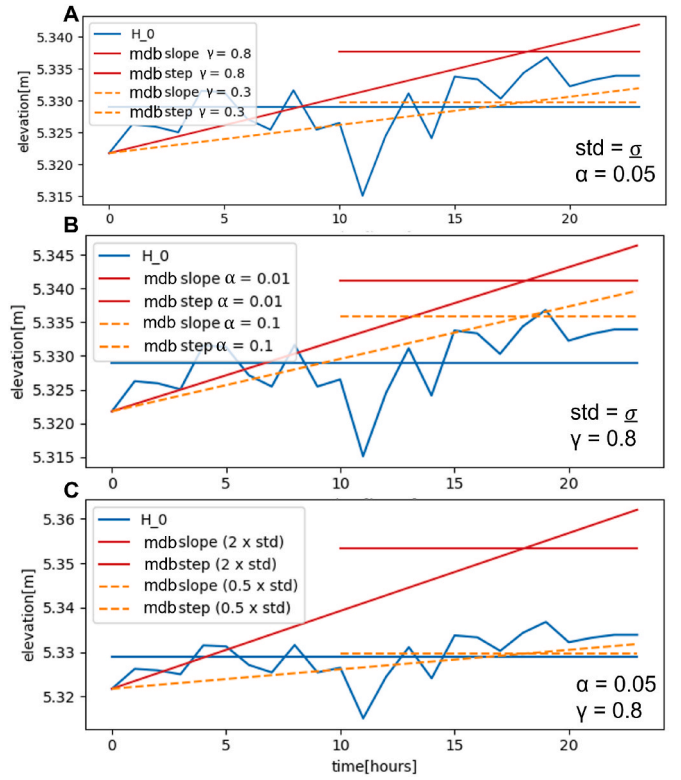 A
5.340
5.335
5.330
5.325
5.320
5.315
elevation[m]
H_0
mdb slope γ = 0.8
mdb step γ = 0.8
mdb slope γ = 0.3
mdb step γ = 0.3
std = σ
α = 0.05
0 5 10 15 20
B
5.345
5.340
5.335
5.330
5.325
5.320
5.315
elevation[m]
H_0
mdb slope α = 0.01
mdb step α = 0.01
mdb slope α = 0.1
mdb step α = 0.1
std = σ
γ = 0.8
0 5 10 15 20
C
5.36
5.35
5.34
5.33
5.32
elevation[m]
H_0
mdb slope (2 x std)
mdb step (2 x std)
mdb slope (0.5 x std)
mdb step (0.5 x std)
α = 0.05
γ = 0.8
0 5 10 15 20
time[hours]